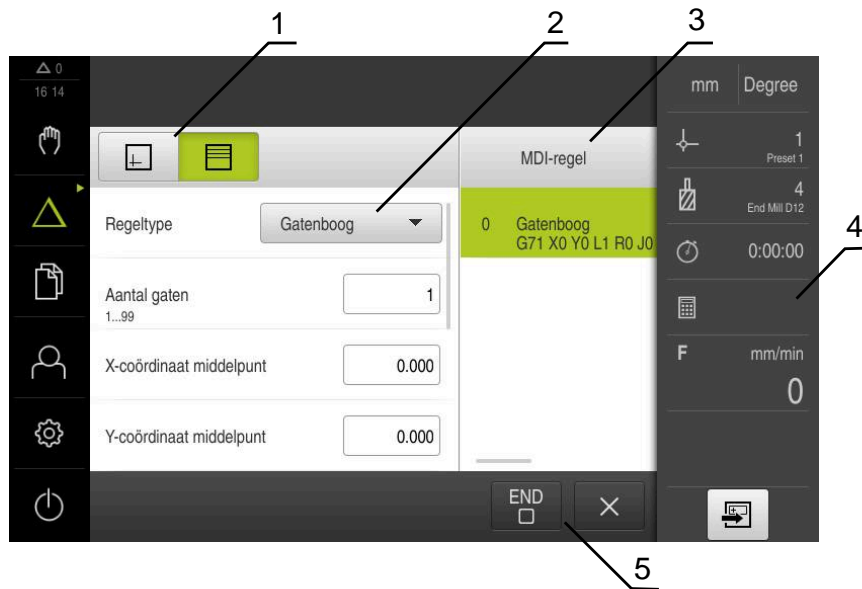 1
2
3
△ 0
16 14
mm Degree
MDI-regel
1
Preset 1
Regeltype
Gatenboog
0 Gatenboog
G71 X0 Y0 L1 R0 J0
4
End Mill D12
4
0:00:00
Aantal gaten
1...99
1
X-coördinaat middelpunt
0.000
F mm/min
0
Y-coördinaat middelpunt
0.000
END
5